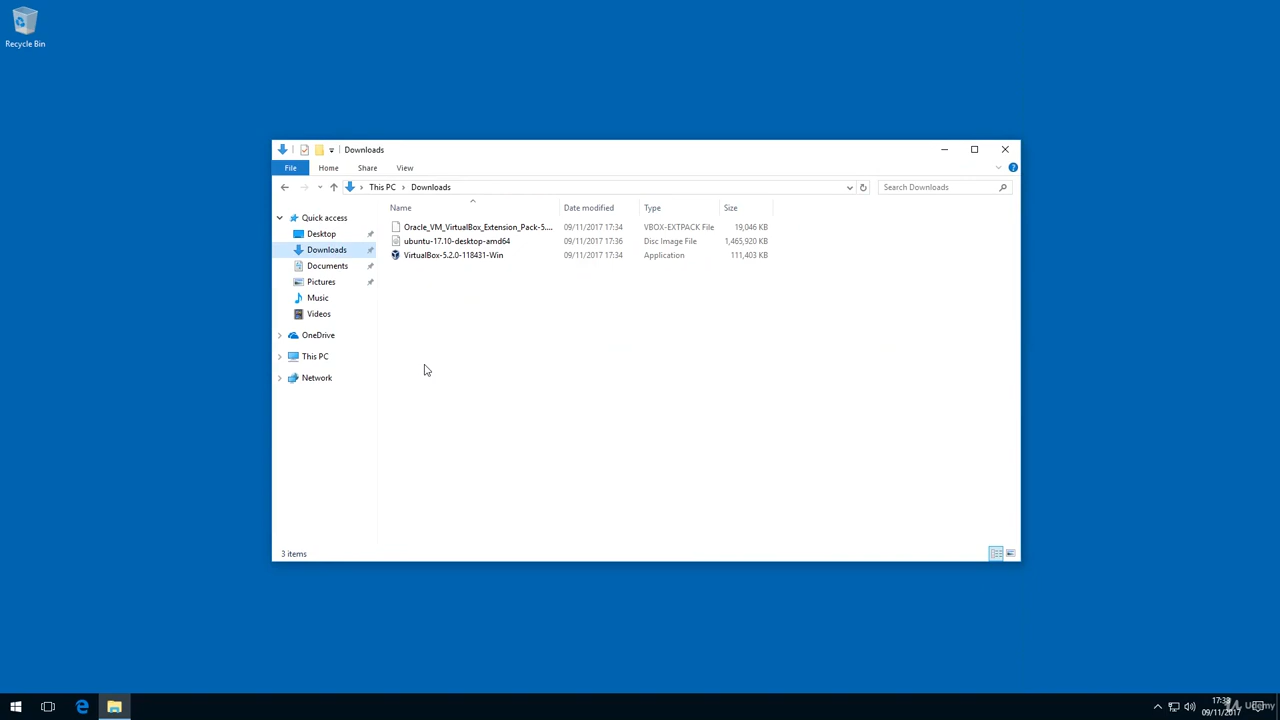 Recycle Bin
Downloads
File Home Share View
This PC Downloads
Search Downloads
Name Date modified Type Size
Quick access
Desktop
Downloads
Documents
Pictures
Music
Videos
OneDrive
This PC
Network
Oracle_VM_VirtualBox_Extension_Pack-5.... 09/11/2017 17:34 VBOX-EXTPACK File 19,046 KB
ubuntu-17.10-desktop-amd64 09/11/2017 17:36 Disc Image File 1,465,920 KB
VirtualBox-5.2.0-118431-Win 09/11/2017 17:34 Application 111,403 KB
3 items
09/11/2017
Udemy